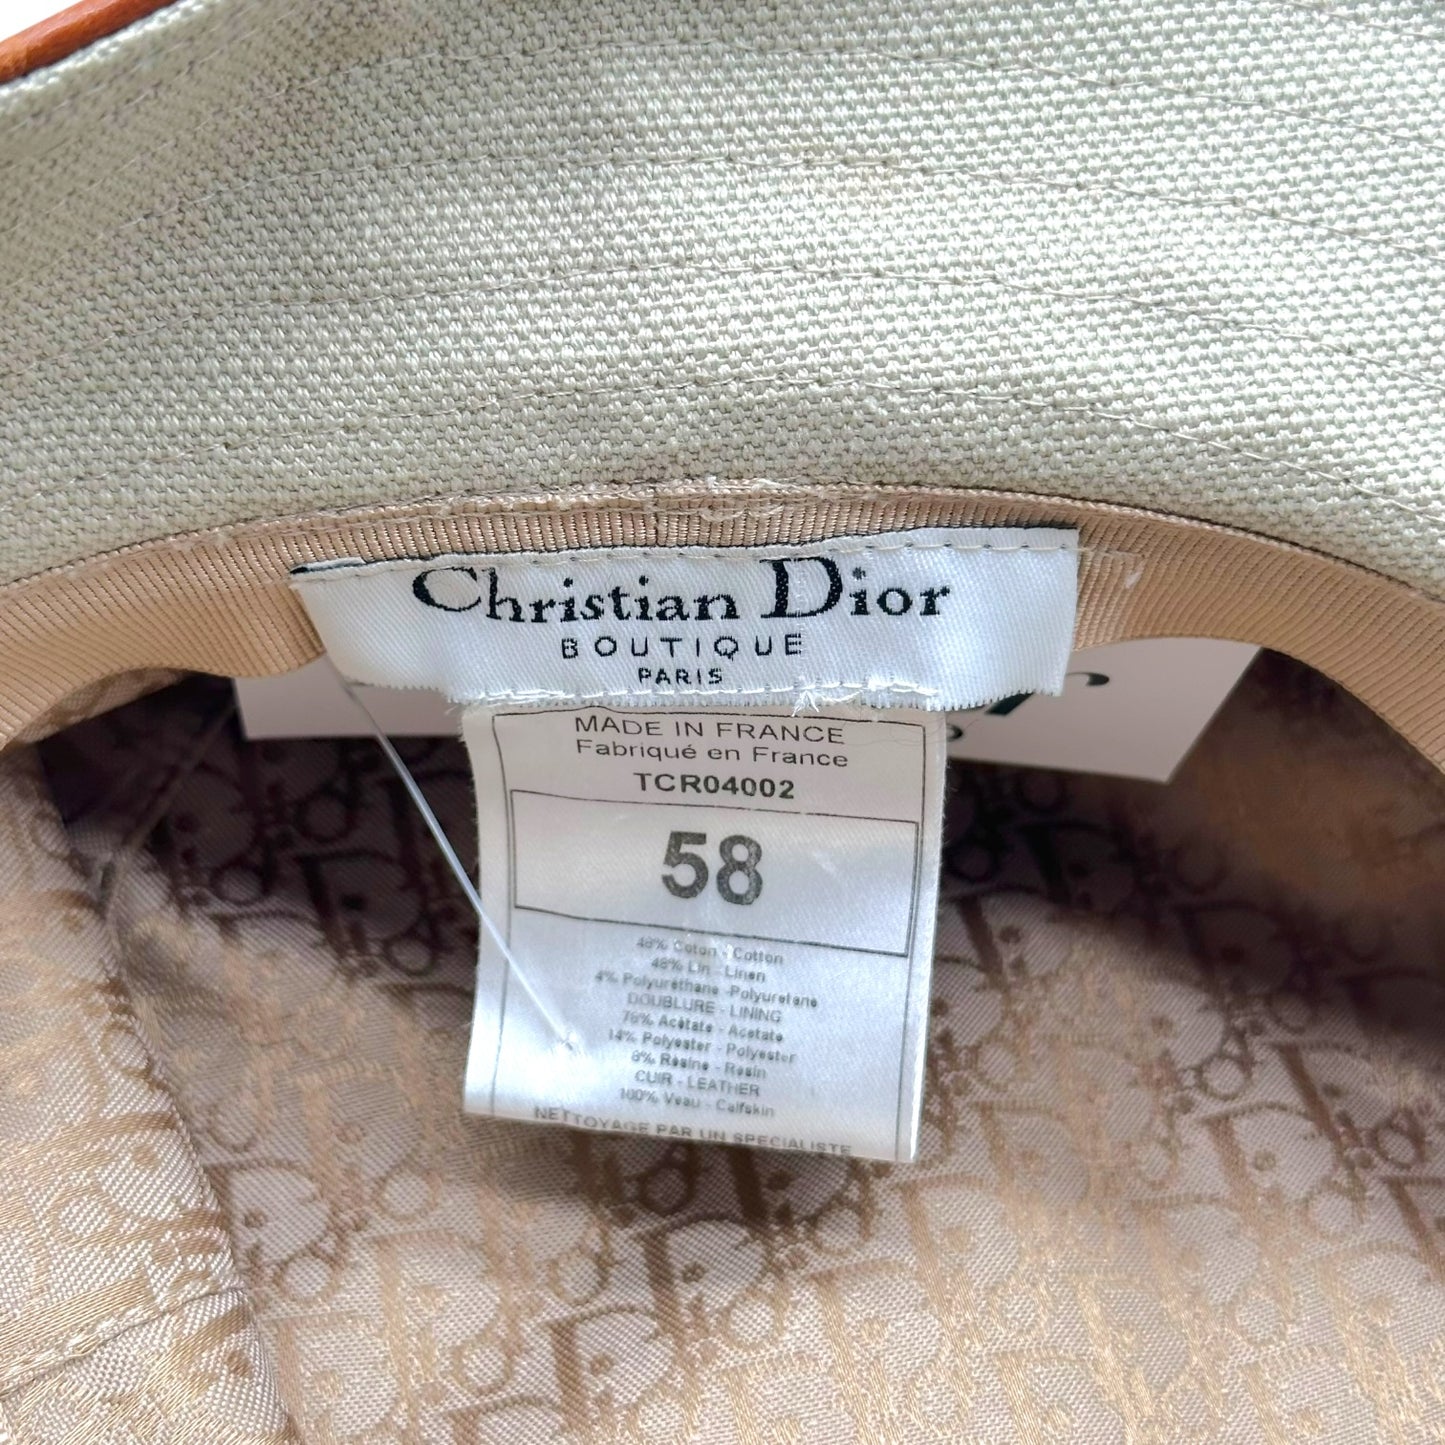 Christian Dior
BOUTIQUE
PARIS
MADE IN FRANCE
Fabriqué en France
TCR04002
58
48% Coton - Cotton
48% Lin - Linen
4% Polyuréthane - Polyuretane
DOUBLURE - LINING
78% Acétate - Acetate
14% Polyester - Polyester
8% Résine - Resin
CUIR - LEATHER
100% Veau - Calfskin
NETTOYAGE PAR UN SPECIALISTE